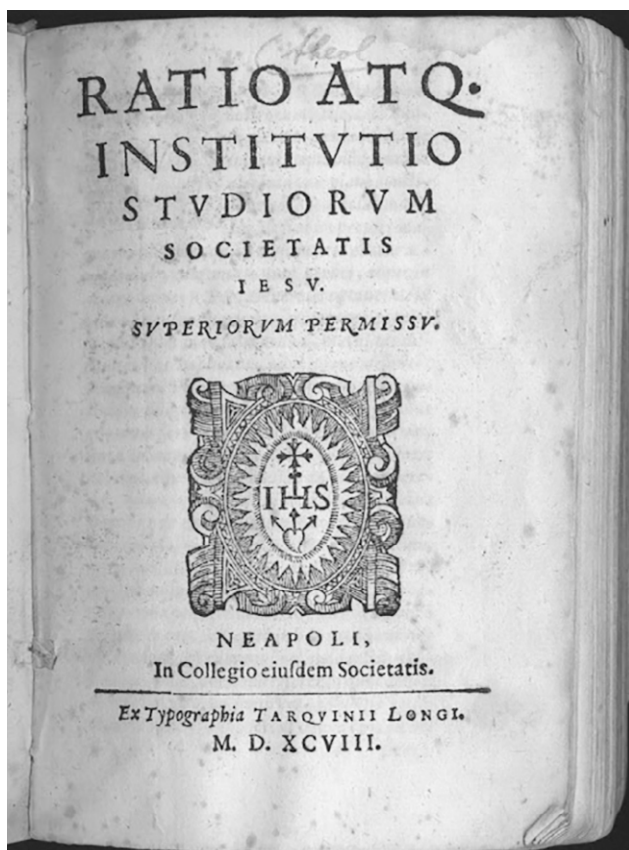 (theol
RATIO ATQ.
INSTITVTIO
STVDIORVM
SOCIETATIS
IESV.
SVPERIORVM PERMISSV.
IHS
NEAPOLI,
In Collegio eiuſdem Societatis.
Ex Typographia TARQVINII LONGI.
M. D. XCVIII.